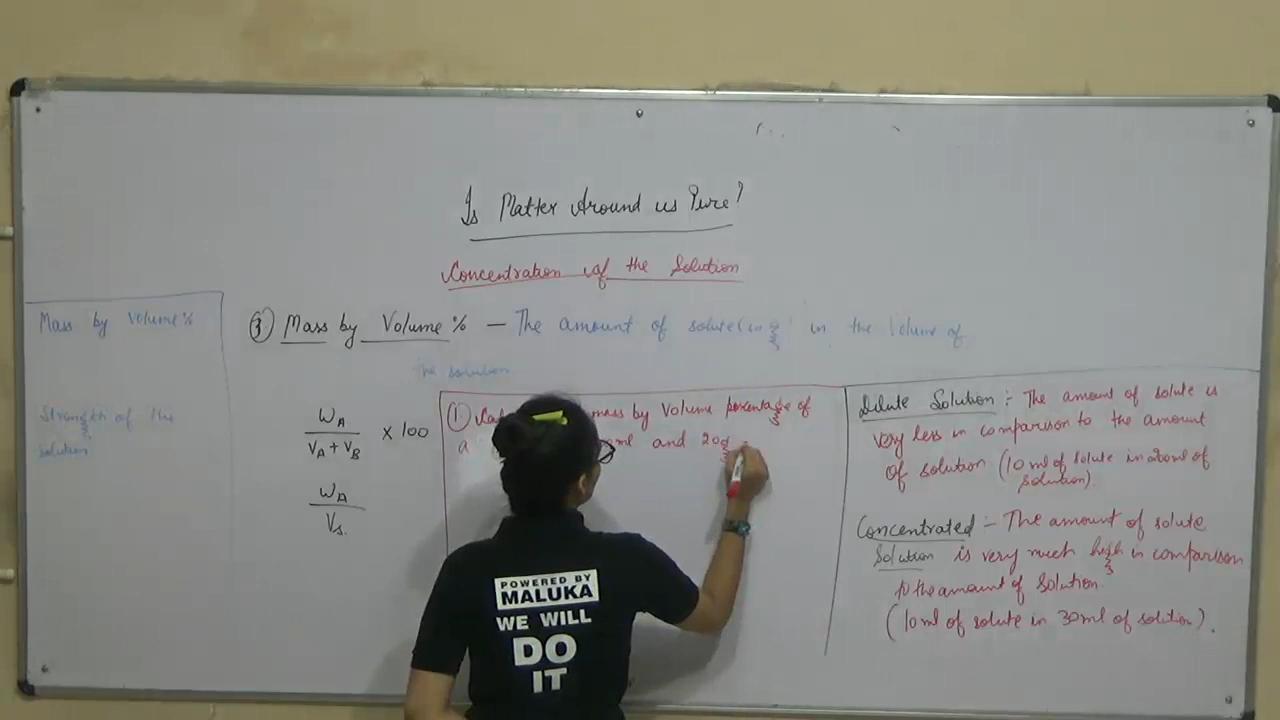 Is Matter Around us Pure?
Concentration of the Solution
Mass by Volume %
Strength of the
solution
③ Mass by Volume % — The amount of solute (in g) in the Volume of
the solution
W_A
V_A + V_B
× 100
W_A
V_S.
① mass by Volume percentage of
a ml and 20g
Dilute Solution :- The amount of solute is
very less in comparison to the amount
of solution (10 ml of solute in 200 ml of
solution).
Concentrated :- The amount of solute
Solution is very much high in comparison
to the amount of Solution.
(10 ml of solute in 30 ml of solution).
POWERED BY
MALUKA
WE WILL
DO
IT